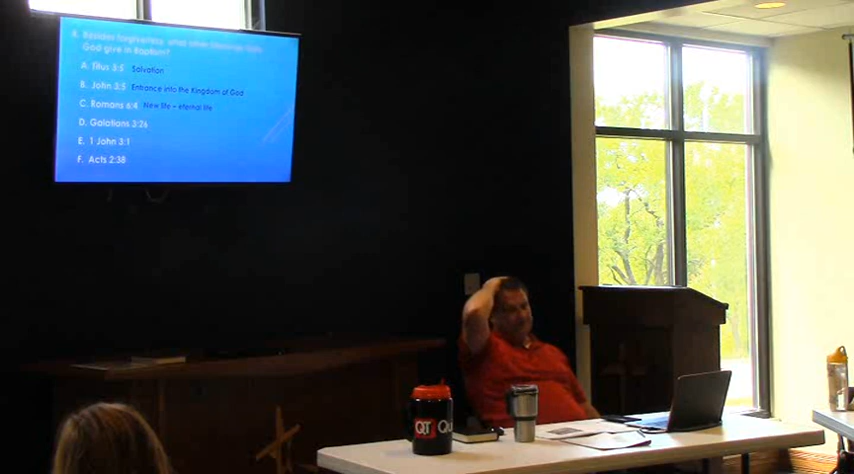 4. Besides forgiveness, what other blessings does
God give in Baptism?
A. Titus 3:5 Salvation
B. John 3:5 Entrance into the Kingdom of God
C. Romans 6:4 New life – eternal life
D. Galatians 3:26
E. 1 John 3:1
F. Acts 2:38
QT Qu